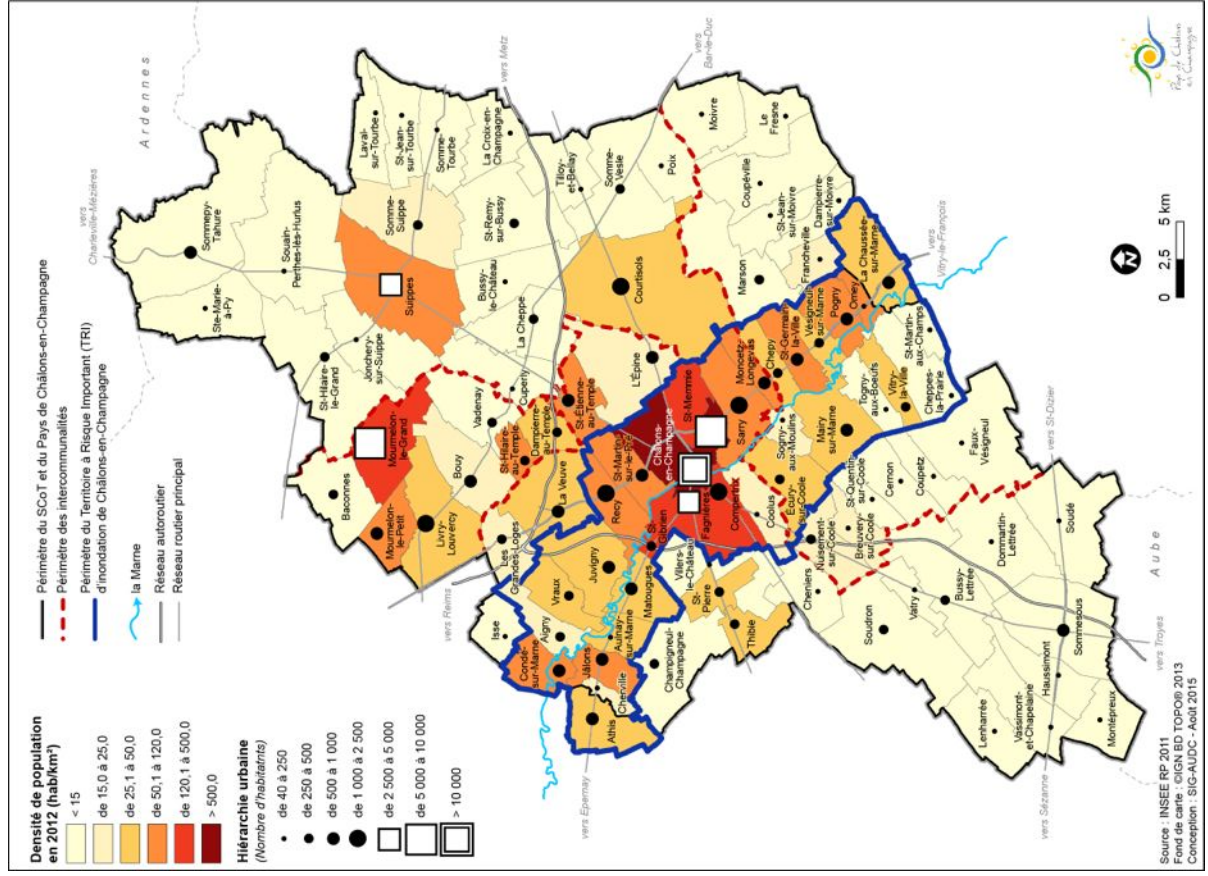 Densité de population
en 2012 (hab/km²)
< 15
de 15,0 à 25,0
de 25,1 à 50,0
de 50,1 à 120,0
de 120,1 à 500,0
> 500,0
Hiérarchie urbaine
(Nombre d'habitatnts)
de 40 à 250
de 250 à 500
de 500 à 1 000
de 1 000 à 2 500
de 2 500 à 5 000
de 5 000 à 10 000
> 10 000
Périmètre du SCoT et du Pays de Châlons-en-Champagne
Périmètre des intercommunalités
Périmètre du Territoire à Risque Important (TRI)
d'inondation de Châlons-en-Champagne
la Marne
Réseau autoroutier
Réseau routier principal
vers
Charleville-Mézières
Ardennes
Sommepy-
Tahure
Ste-Marie-
à-Py
Souain-
Perthes-lès-Hurlus
St-Hilaire-
le-Grand
Jonchery-
sur-Suippe
Suippes
Somme-
Suippe
Laval-
sur-Tourbe
St-Jean-
sur-Tourbe
Somme-
Tourbe
La Croix-en-
Champagne
vers Metz
Baconnes
Mourmelon-
le-Grand
Mourmelon-
le-Petit
Livry-
Louvercy
Bouy
Vadenay
Cuperly
St-Hilaire-
au-Temple
Dampierre-
au-Temple
St-Étienne-
au-Temple
La Cheppe
Bussy-
le-Château
St-Remy-
sur-Bussy
Tilloy-
et-Bellay
Somme-
Vesle
Poix
vers
Bar-le-Duc
vers Reims
Les
Grandes-Loges
La Veuve
Isse
Aigny
Vraux
Juvigny
Recy
St-Martin-
sur-le-Pré
L'Épine
Courtisols
Moivre
Le
Fresne
Coupéville
St-Jean-
sur-Moivre
Dampierre-
sur-Moivre
Marson
Francheville
Condé-
sur-Marne
Jâlons
Aulnay-
sur-Marne
Matougues
St-
Gibrien
Châlons-
en-Champagne
St-Memmie
Fagnières
Compertrix
Coolus
Sarry
Moncetz-
Longevas
Chepy
St-Germain-
la-Ville
Vésigneul-
sur-Marne
Pogny
Omey
La Chaussée-
sur-Marne
vers
Vitry-le-François
vers Epernay
Athis
Cherville
Champigneul-
Champagne
Thibie
St-
Pierre
Villers-
le-Château
Cheniers
Nuisement-
sur-Coole
Écury-
sur-Coole
Sogny-
aux-Moulins
Mairy-
sur-Marne
Togny-
aux-Boeufs
Vitry-
la-Ville
St-Martin-
aux-Champs
Cheppes-
la-Prairie
Breuvery-
sur-Coole
St-Quentin-
sur-Coole
Cernon
Coupetz
Faux-
Vésigneul
vers St-Dizier
Soudron
Vatry
Bussy-
Lettrée
Dommartin-
Lettrée
Soudé
Sommesous
Haussimont
Vassimont-
et-Chapelaine
Lenharrée
Montépreux
vers Sézanne
vers Troyes
Aube
N
0 2,5 5 km
Source : INSEE RP 2011
Fond de carte : ©IGN BD TOPO® 2013
Conception : SIG-AUDC - Août 2015
Pays de Châlons
en Champagne